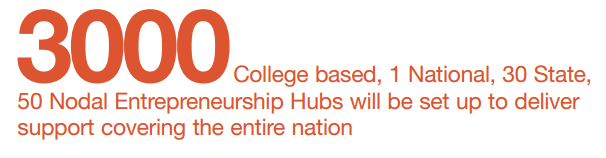 3000 College based, 1 National, 30 State,
50 Nodal Entrepreneurship Hubs will be set up to deliver
support covering the entire nation